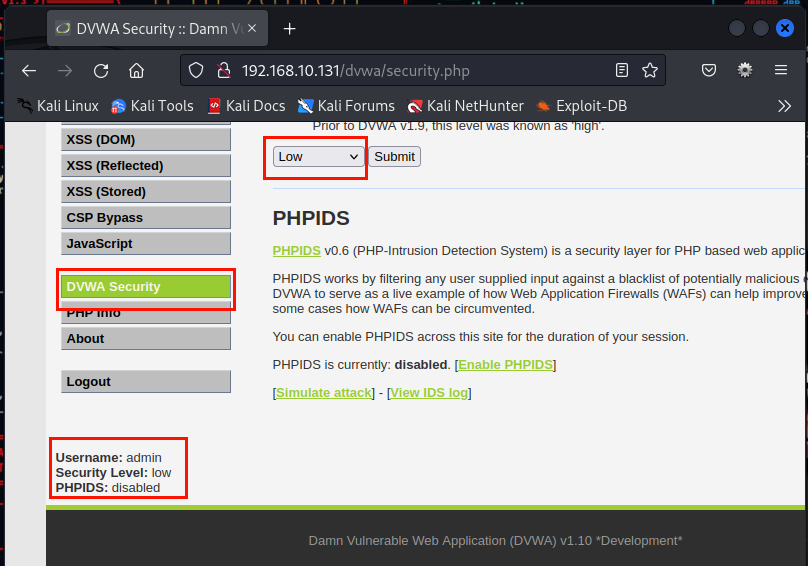 DVWA Security :: Damn Vu
192.168.10.131/dvwa/security.php
Kali Linux Kali Tools Kali Docs Kali Forums Kali NetHunter Exploit-DB
XSS (DOM)
XSS (Reflected)
XSS (Stored)
CSP Bypass
JavaScript
DVWA Security
PHP Info
About
Logout
Username: admin
Security Level: low
PHPIDS: disabled
Prior to DVWA v1.9, this level was known as 'high'.
Low Submit
PHPIDS
PHPIDS v0.6 (PHP-Intrusion Detection System) is a security layer for PHP based web applic
PHPIDS works by filtering any user supplied input against a blacklist of potentially malicious
DVWA to serve as a live example of how Web Application Firewalls (WAFs) can help improve
some cases how WAFs can be circumvented.
You can enable PHPIDS across this site for the duration of your session.
PHPIDS is currently: disabled. [Enable PHPIDS]
[Simulate attack] - [View IDS log]
Damn Vulnerable Web Application (DVWA) v1.10 *Development*